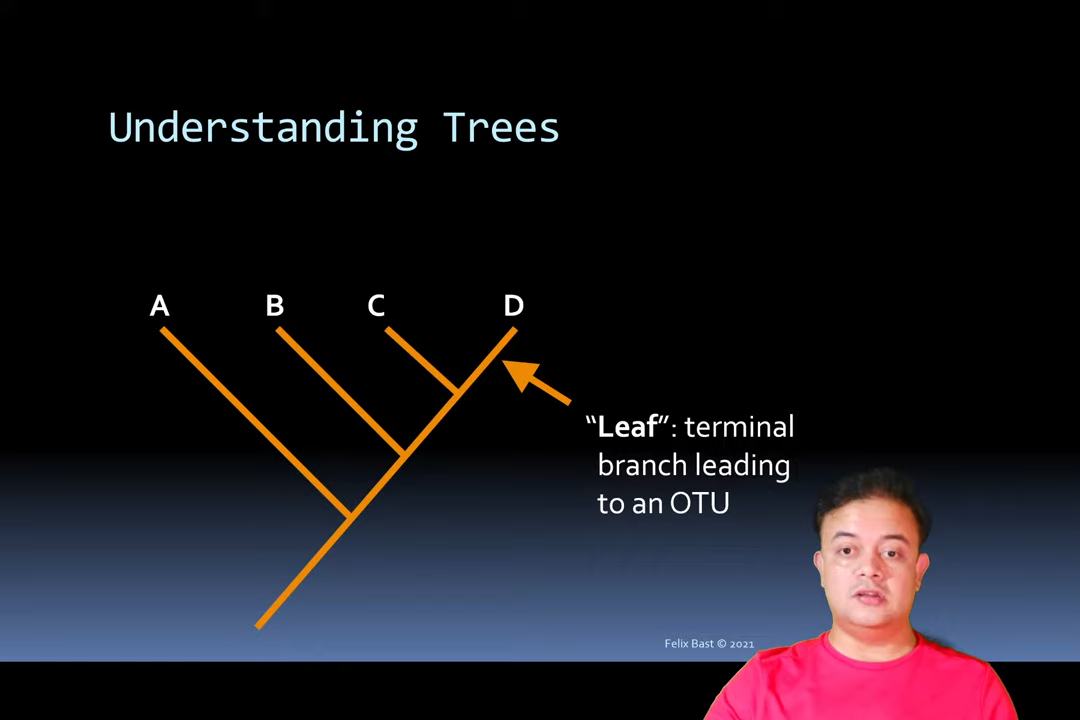 Understanding Trees
A B C D
“Leaf”: terminal
branch leading
to an OTU
Felix Bast © 2021